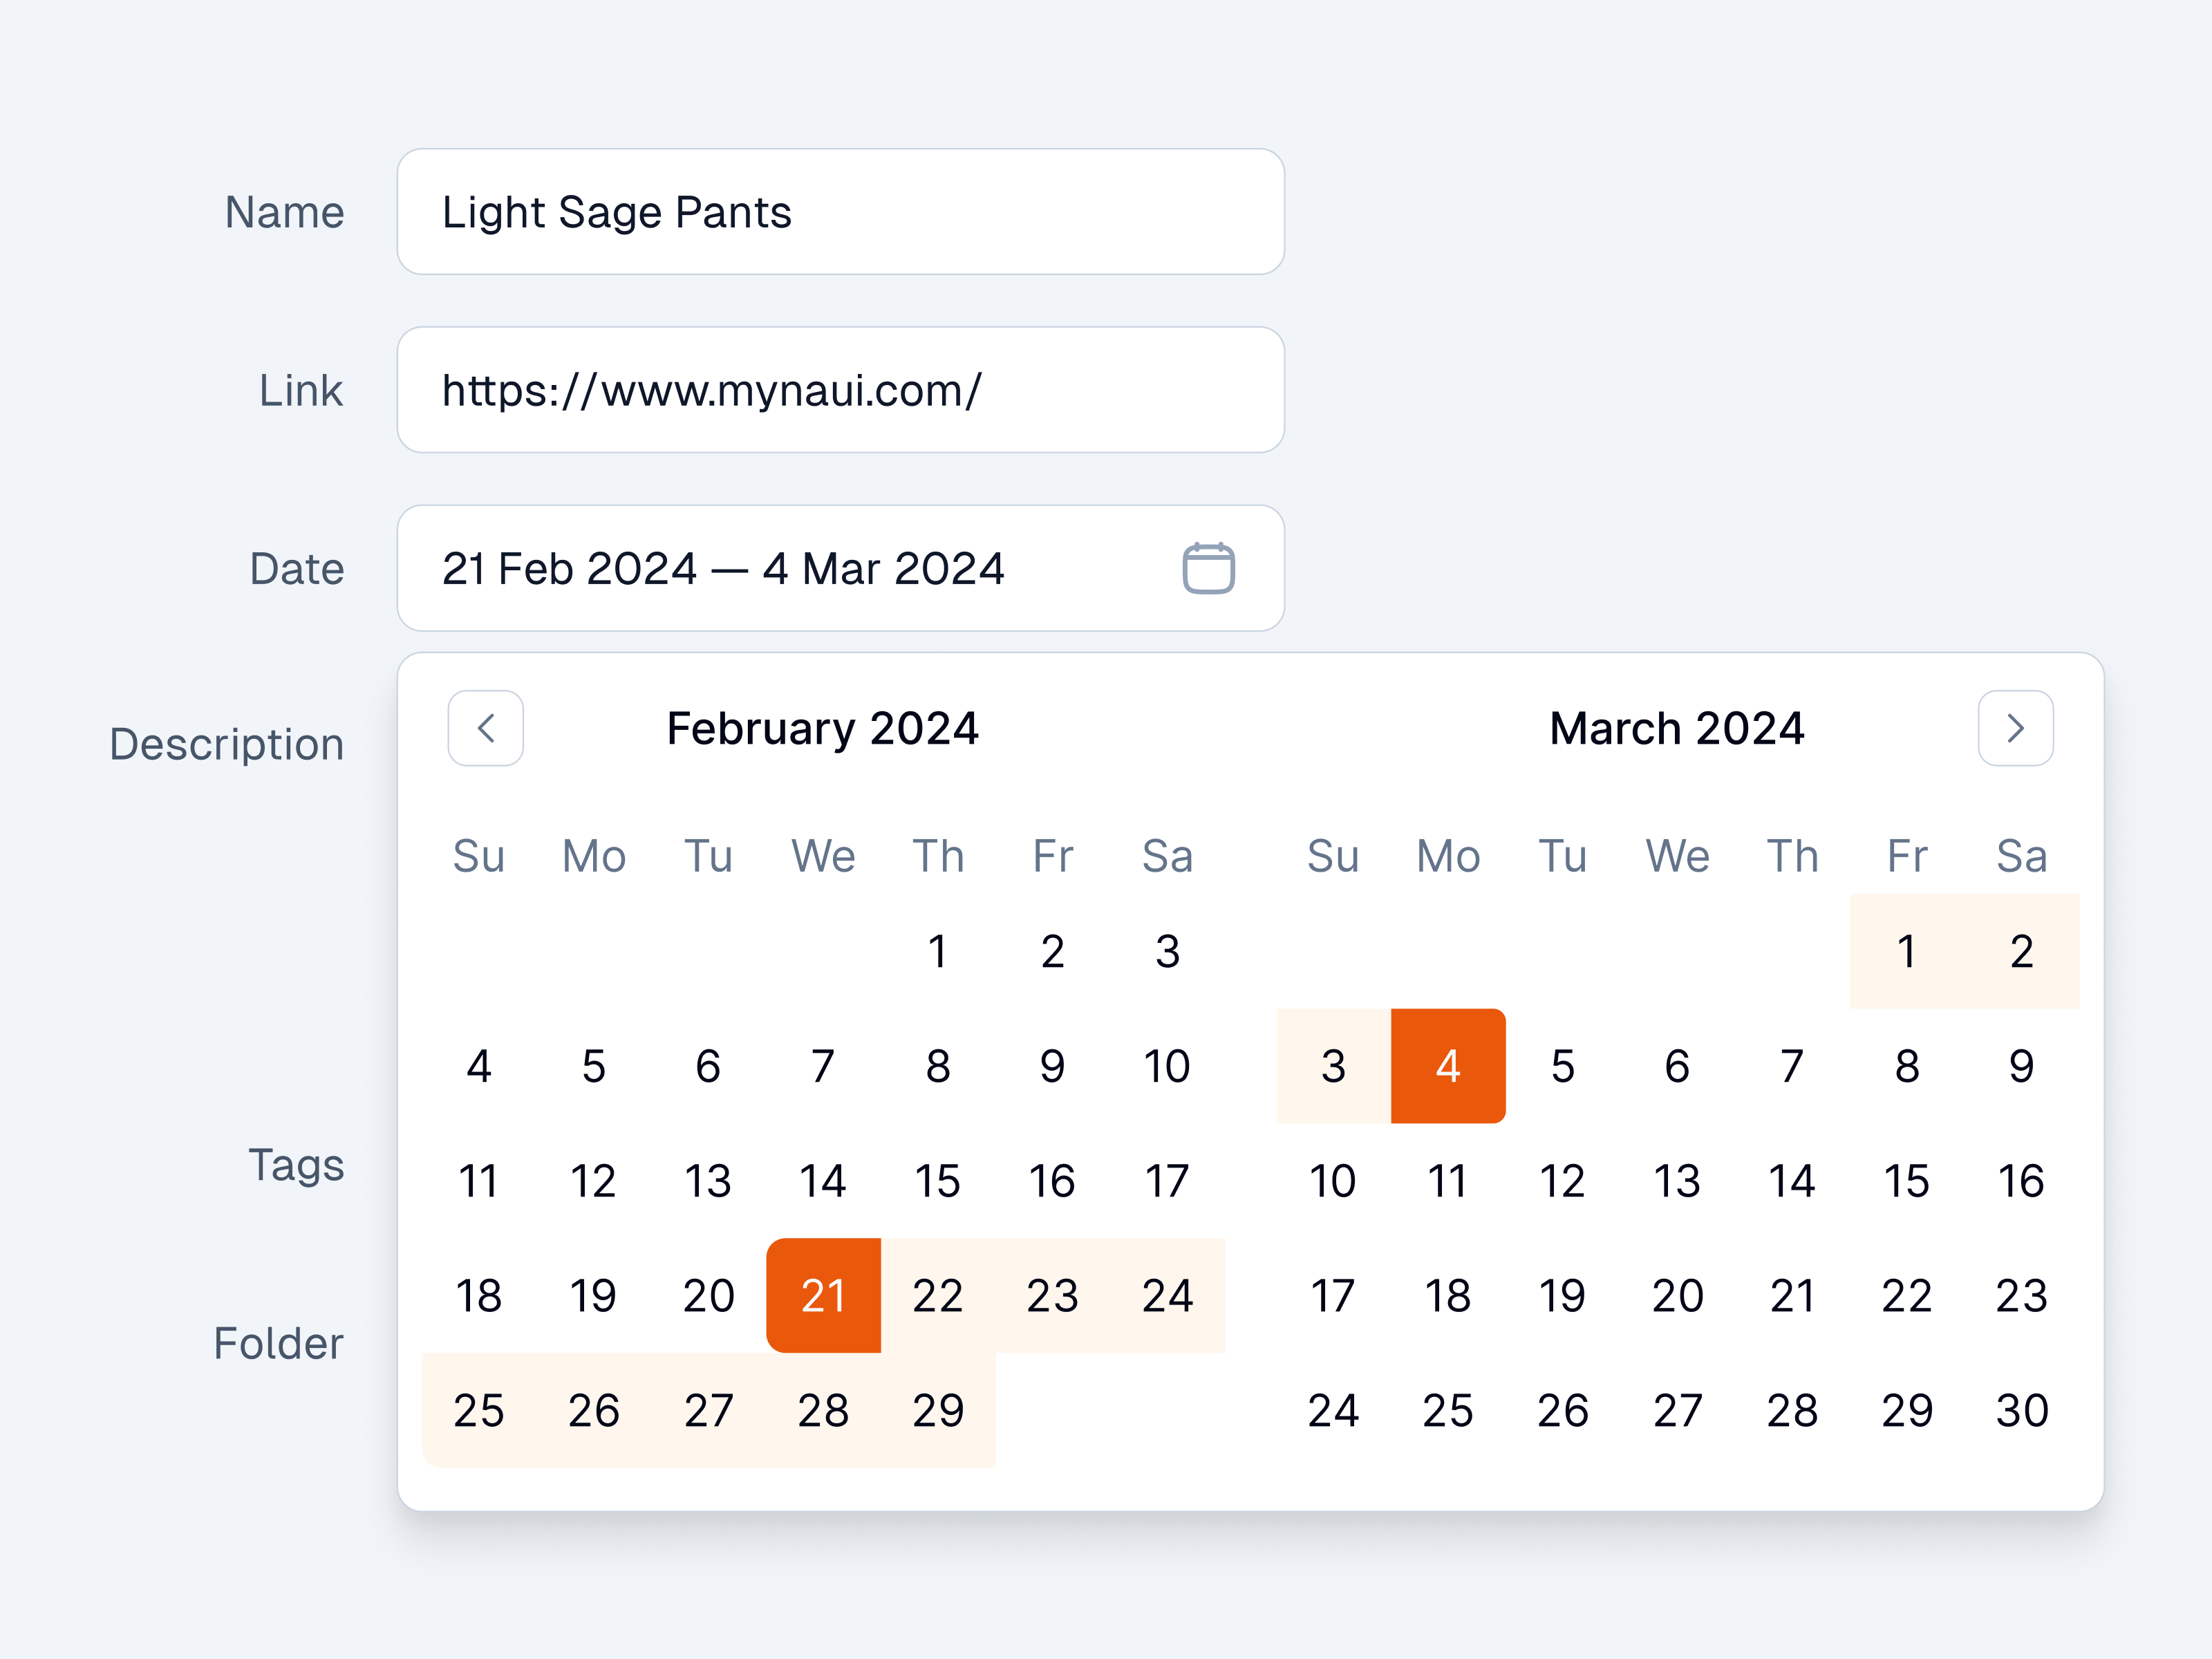 Name
Light Sage Pants
Link
https://www.mynaui.com/
Date
21 Feb 2024 — 4 Mar 2024
Description
Tags
Folder
February 2024
Su Mo Tu We Th Fr Sa
1 2 3
4 5 6 7 8 9 10
11 12 13 14 15 16 17
18 19 20 21 22 23 24
25 26 27 28 29
March 2024
Su Mo Tu We Th Fr Sa
1 2
3 4 5 6 7 8 9
10 11 12 13 14 15 16
17 18 19 20 21 22 23
24 25 26 27 28 29 30